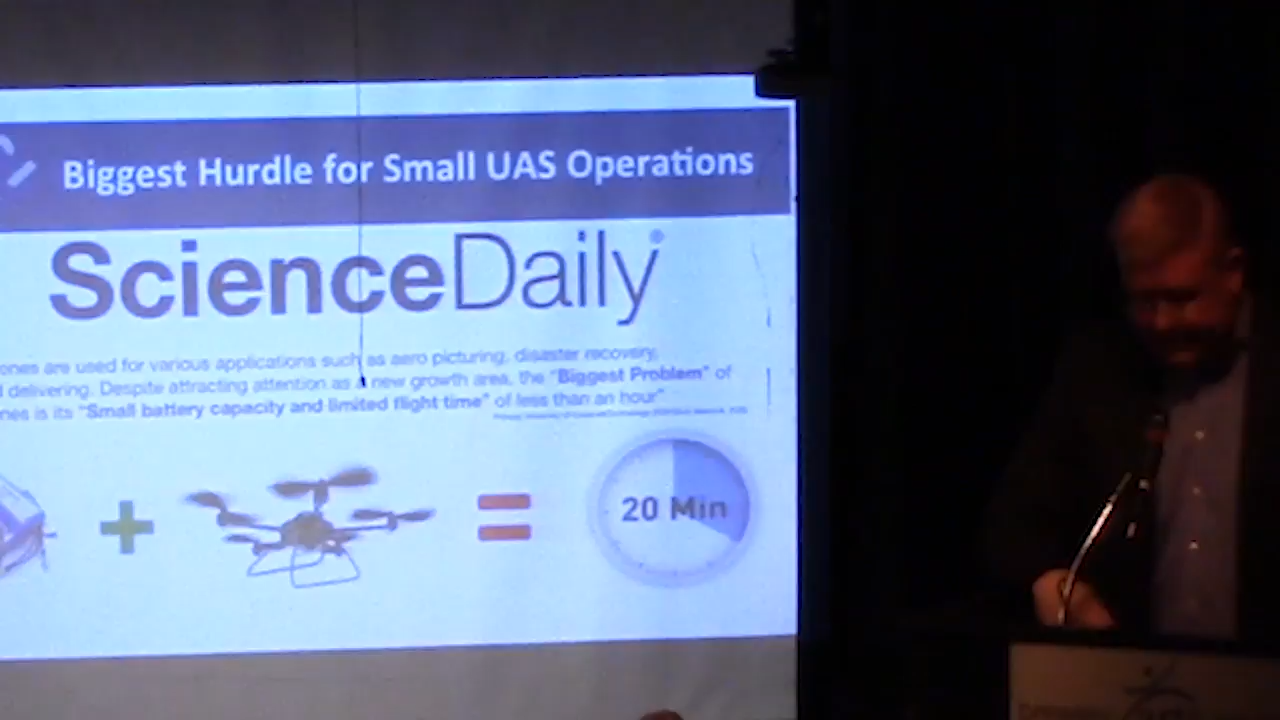 Biggest Hurdle for Small UAS Operations
ScienceDaily
ones are used for various applications such as aero picturing, disaster recovery,
delivering. Despite attracting attention as a new growth area, the "Biggest Problem" of
nes is its "Small battery capacity and limited flight time" of less than an hour"
+ = 20 Min